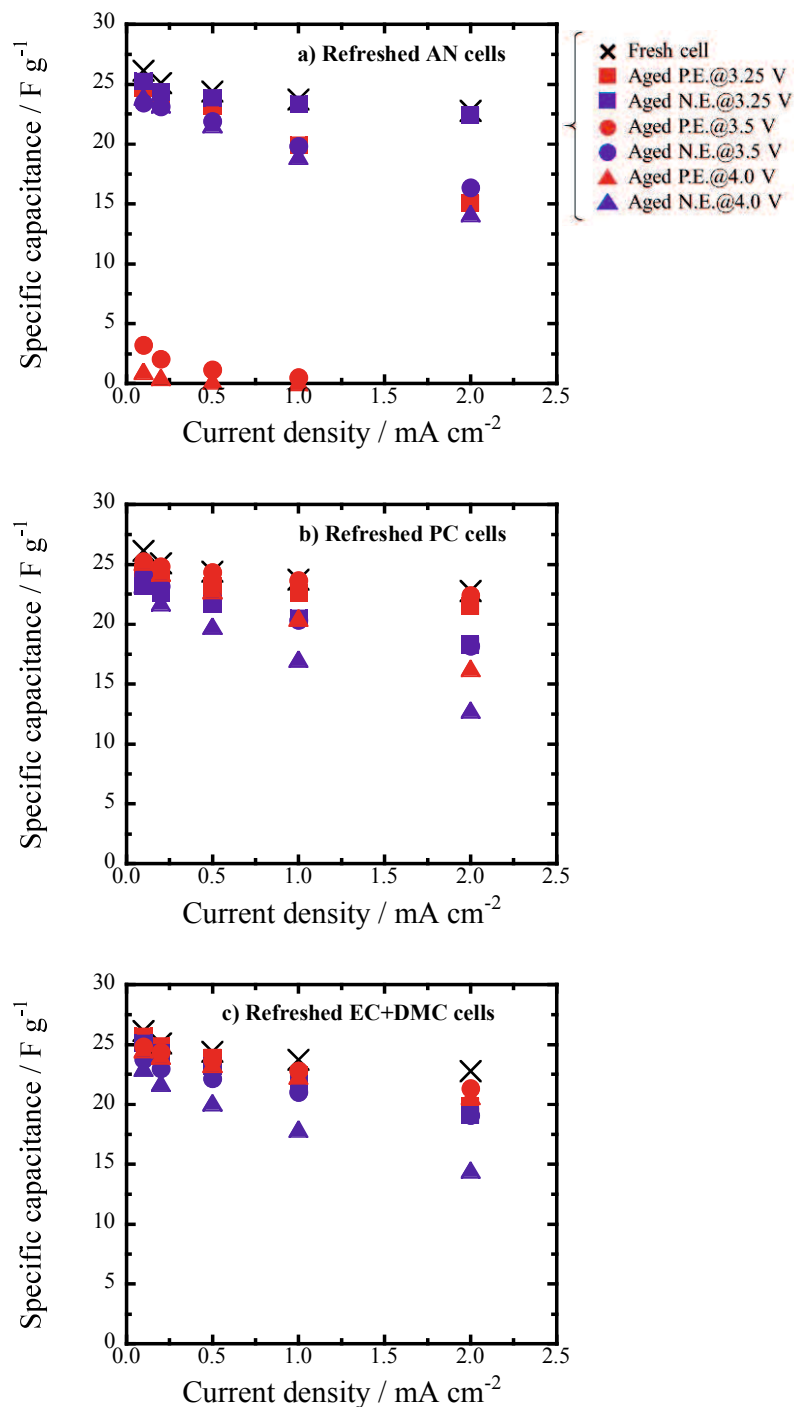 a) Refreshed AN cells
Fresh cell
Aged P.E.@3.25 V
Aged N.E.@3.25 V
Aged P.E.@3.5 V
Aged N.E.@3.5 V
Aged P.E.@4.0 V
Aged N.E.@4.0 V
30
25
20
15
10
5
0
Specific capacitance / F g⁻¹
0.0 0.5 1.0 1.5 2.0 2.5
Current density / mA cm⁻²
b) Refreshed PC cells
30
25
20
15
10
5
0
Specific capacitance / F g⁻¹
0.0 0.5 1.0 1.5 2.0 2.5
Current density / mA cm⁻²
c) Refreshed EC+DMC cells
30
25
20
15
10
5
0
Specific capacitance / F g⁻¹
0.0 0.5 1.0 1.5 2.0 2.5
Current density / mA cm⁻²